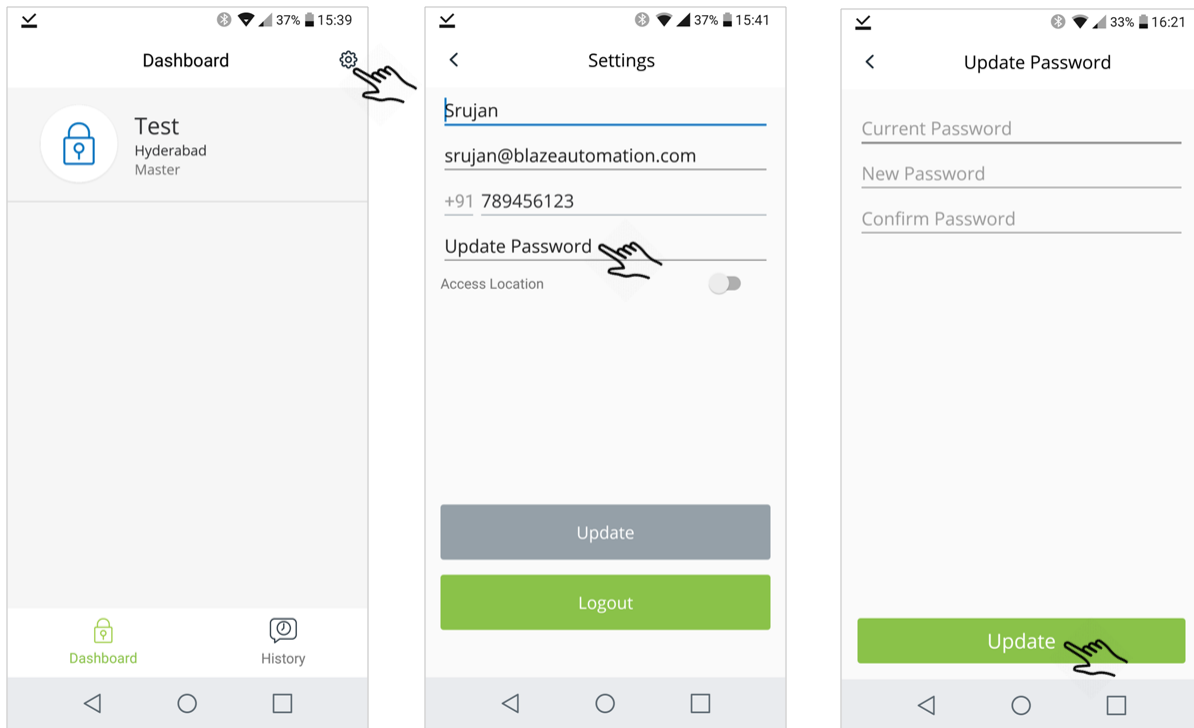 37% 15:39
Dashboard
Test
Hyderabad
Master
Dashboard
History
37% 15:41
Settings
Srujan
srujan@blazeautomation.com
+91 789456123
Update Password
Access Location
Update
Logout
33% 16:21
Update Password
Current Password
New Password
Confirm Password
Update